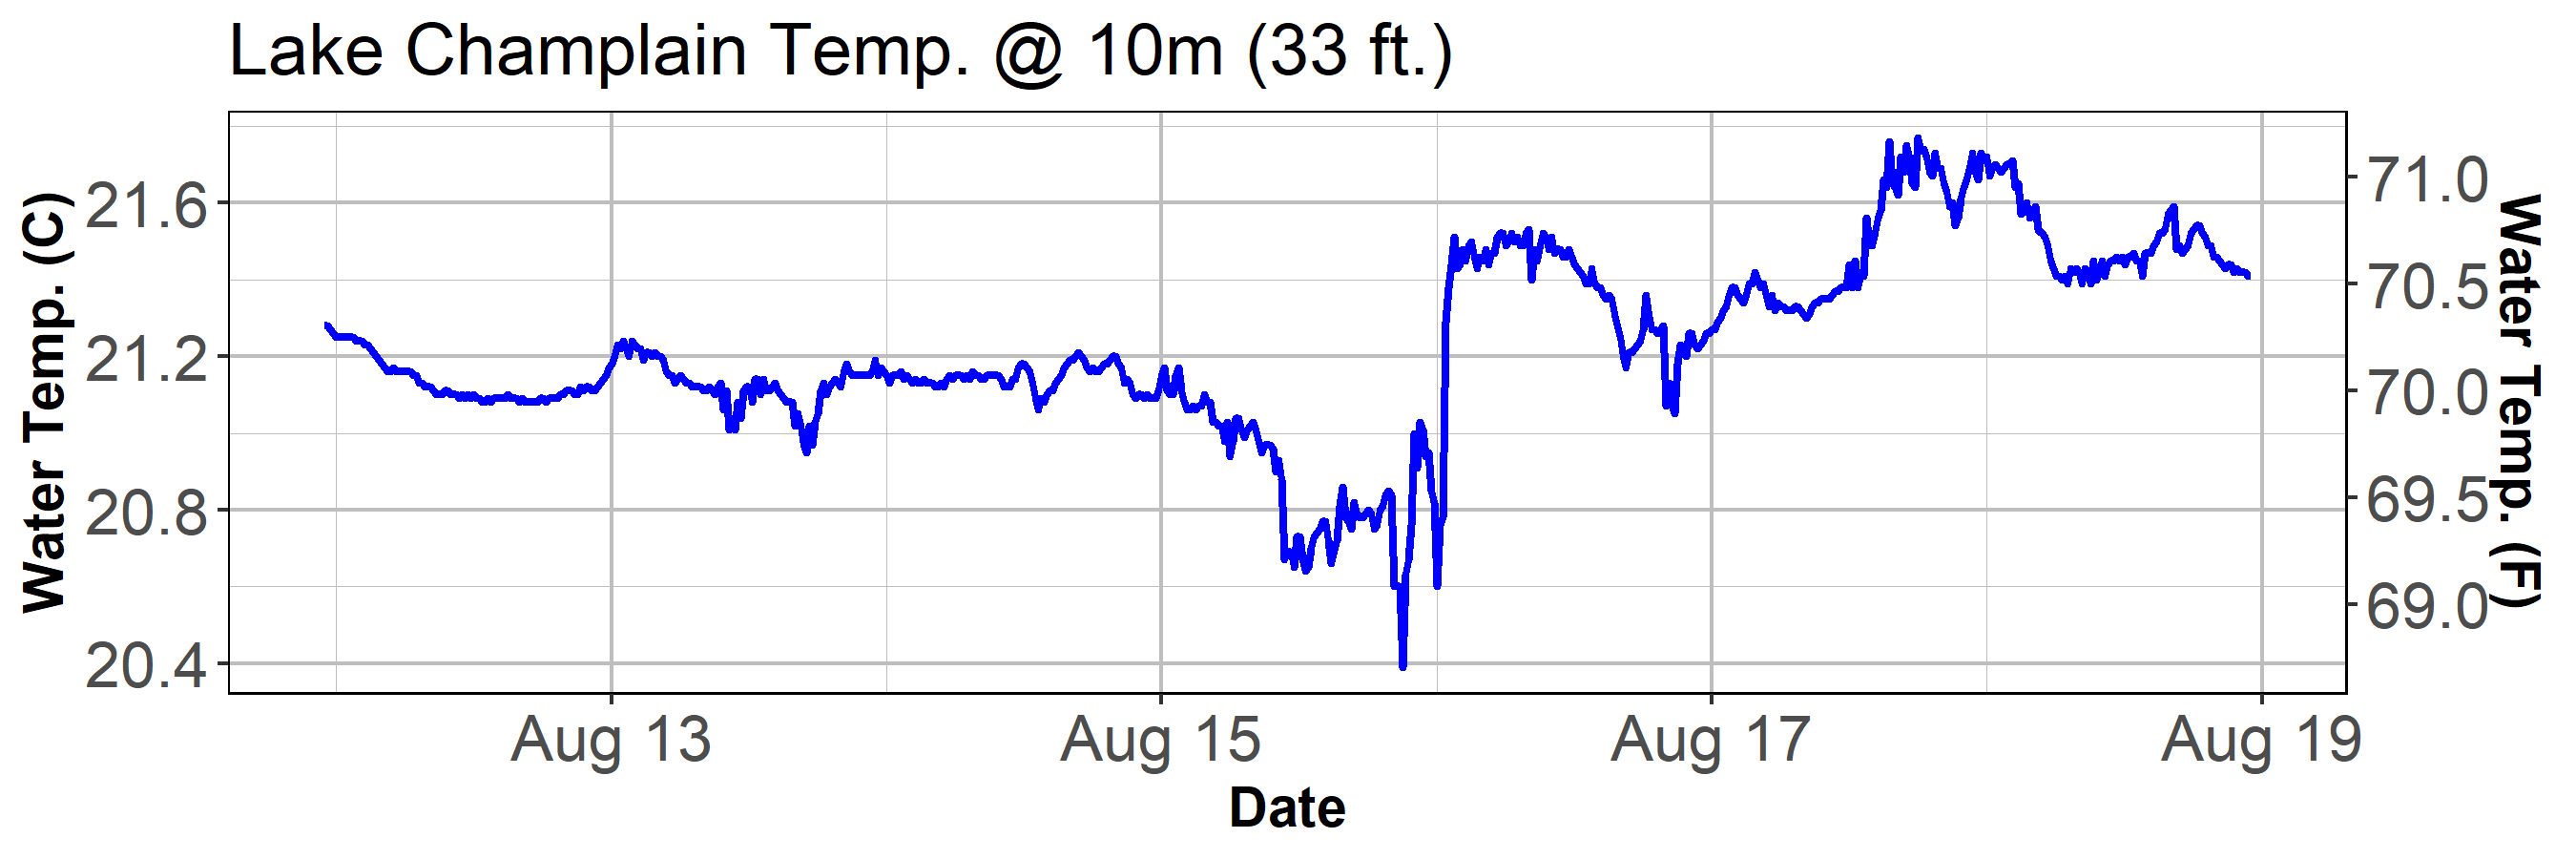 Lake Champlain Temp. @ 10m (33 ft.)
Water Temp. (C)
21.6
21.2
20.8
20.4
71.0
70.5
70.0
69.5
69.0
Water Temp. (F)
Aug 13
Aug 15
Aug 17
Aug 19
Date